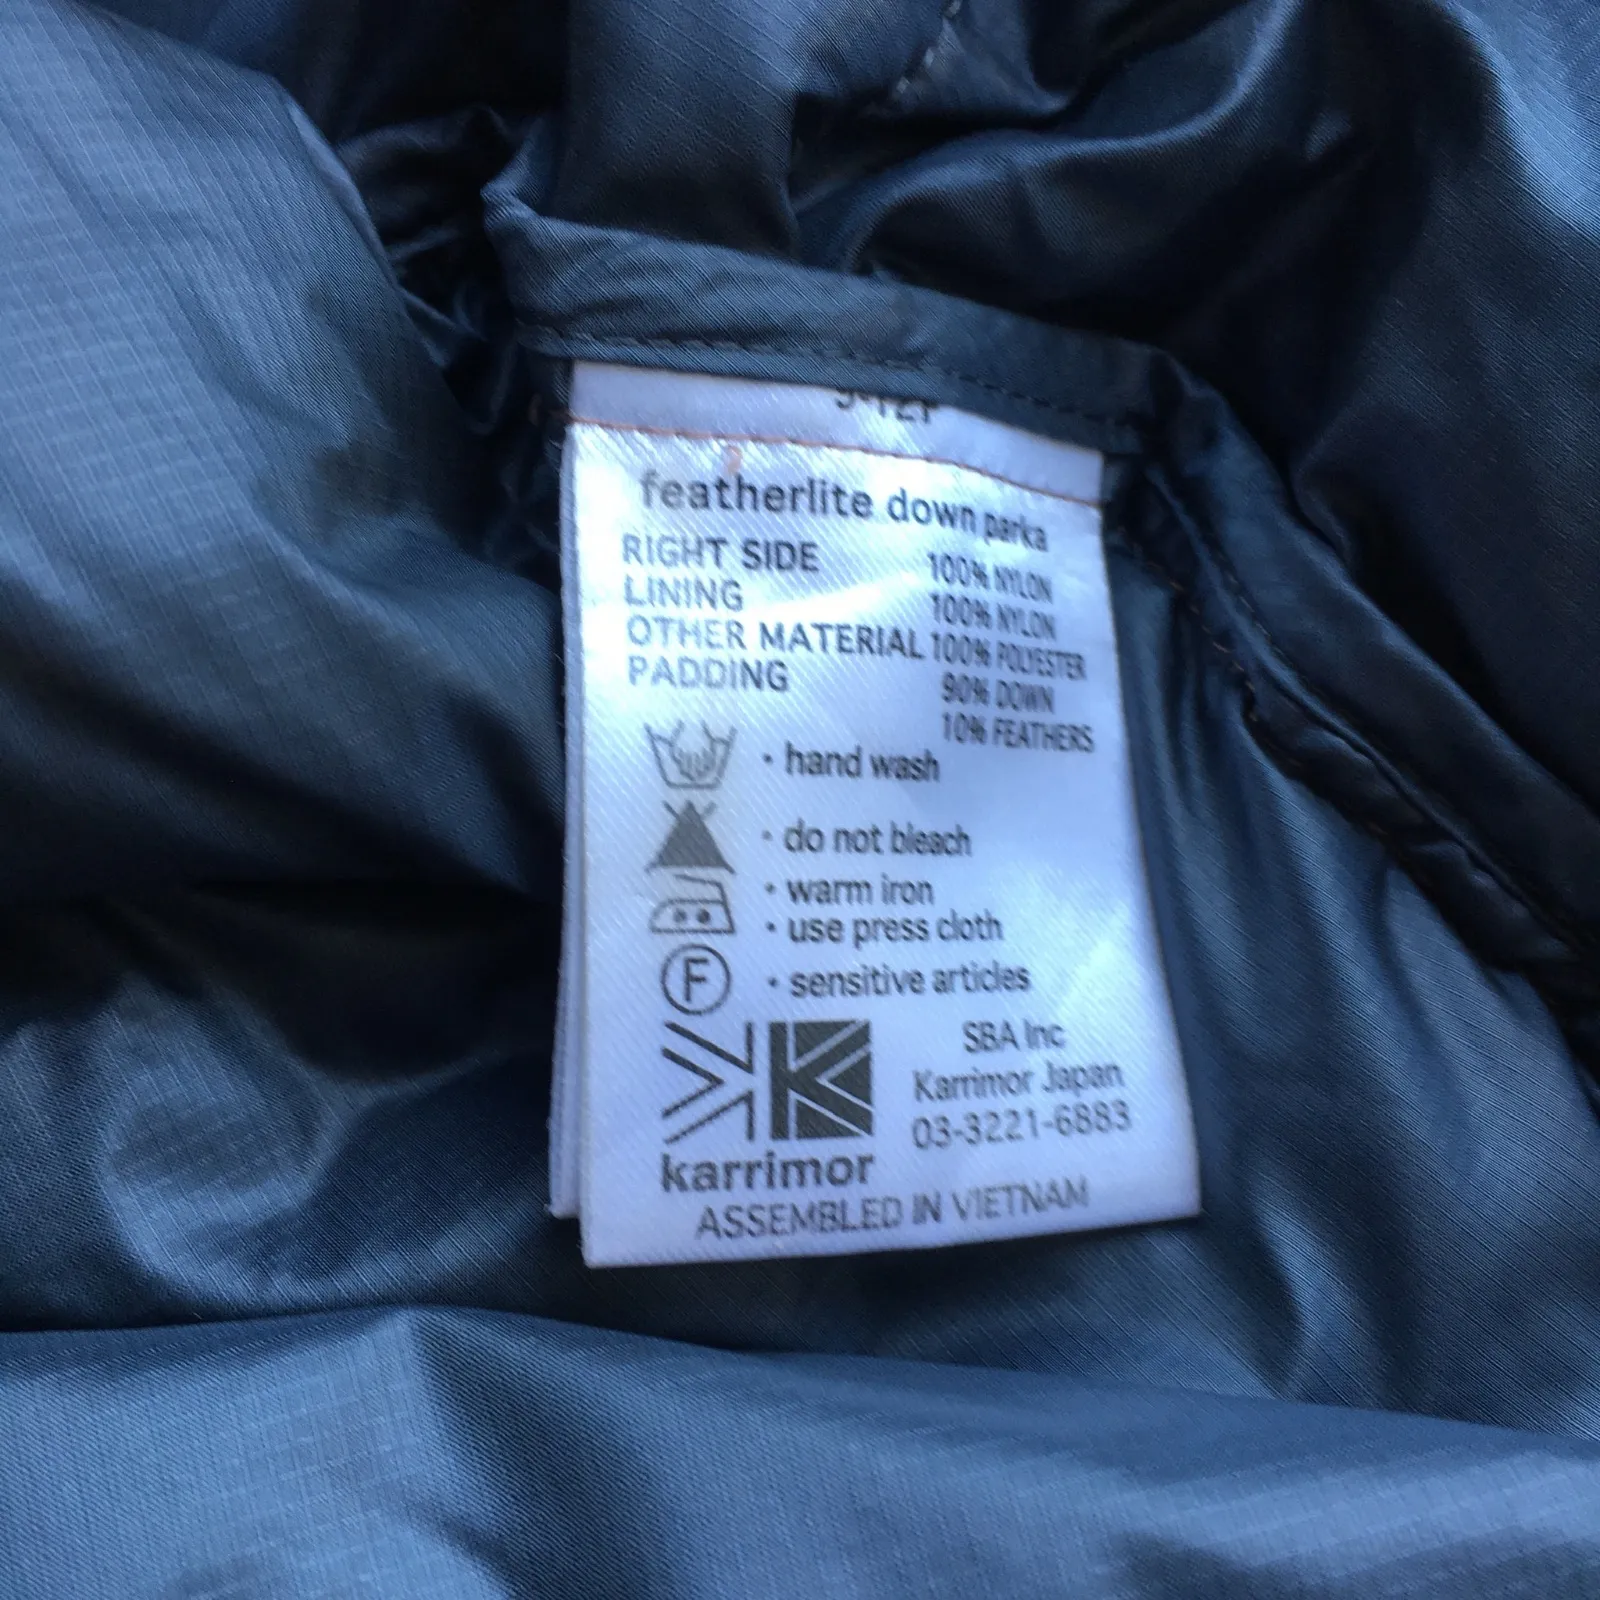 featherlite down parka
RIGHT SIDE 100% NYLON
LINING 100% NYLON
OTHER MATERIAL 100% POLYESTER
PADDING 90% DOWN
10% FEATHERS
· hand wash
· do not bleach
· warm iron
· use press cloth
F · sensitive articles
SBA Inc
Karrimor Japan
03-3221-6883
karrimor
ASSEMBLED IN VIETNAM